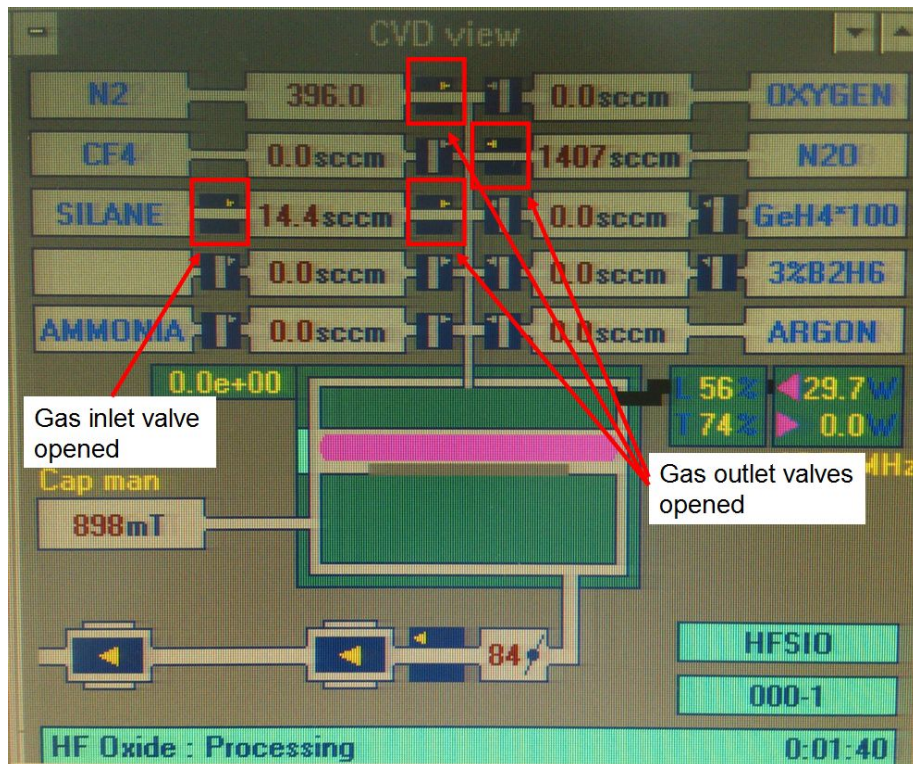 CVD view
N2 396.0 0.0sccm OXYGEN
CF4 0.0sccm 1407sccm N2O
SILANE 14.4sccm 0.0sccm GeH4*100
0.0sccm 0.0sccm 3%B2H6
AMMONIA 0.0sccm 0.0sccm ARGON
0.0e+00 L 56% 29.7W
T 74% 0.0W
Gas inlet valve
opened
MHz
Gas outlet valves
opened
Cap man
898mT
84
HFSIO
000-1
HF Oxide : Processing 0:01:40